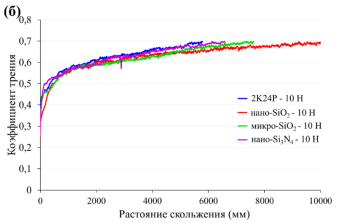 (б)
Коэффициент трения
0,8
0,7
0,6
0,5
0,4
0,3
0,2
0,1
0
2K24P - 10 Н
нано-SiO₂ - 10 Н
микро-SiO₂ - 10 Н
нано-Si₃N₄ - 10 Н
0 2000 4000 6000 8000 10000
Растояние скольжения (мм)